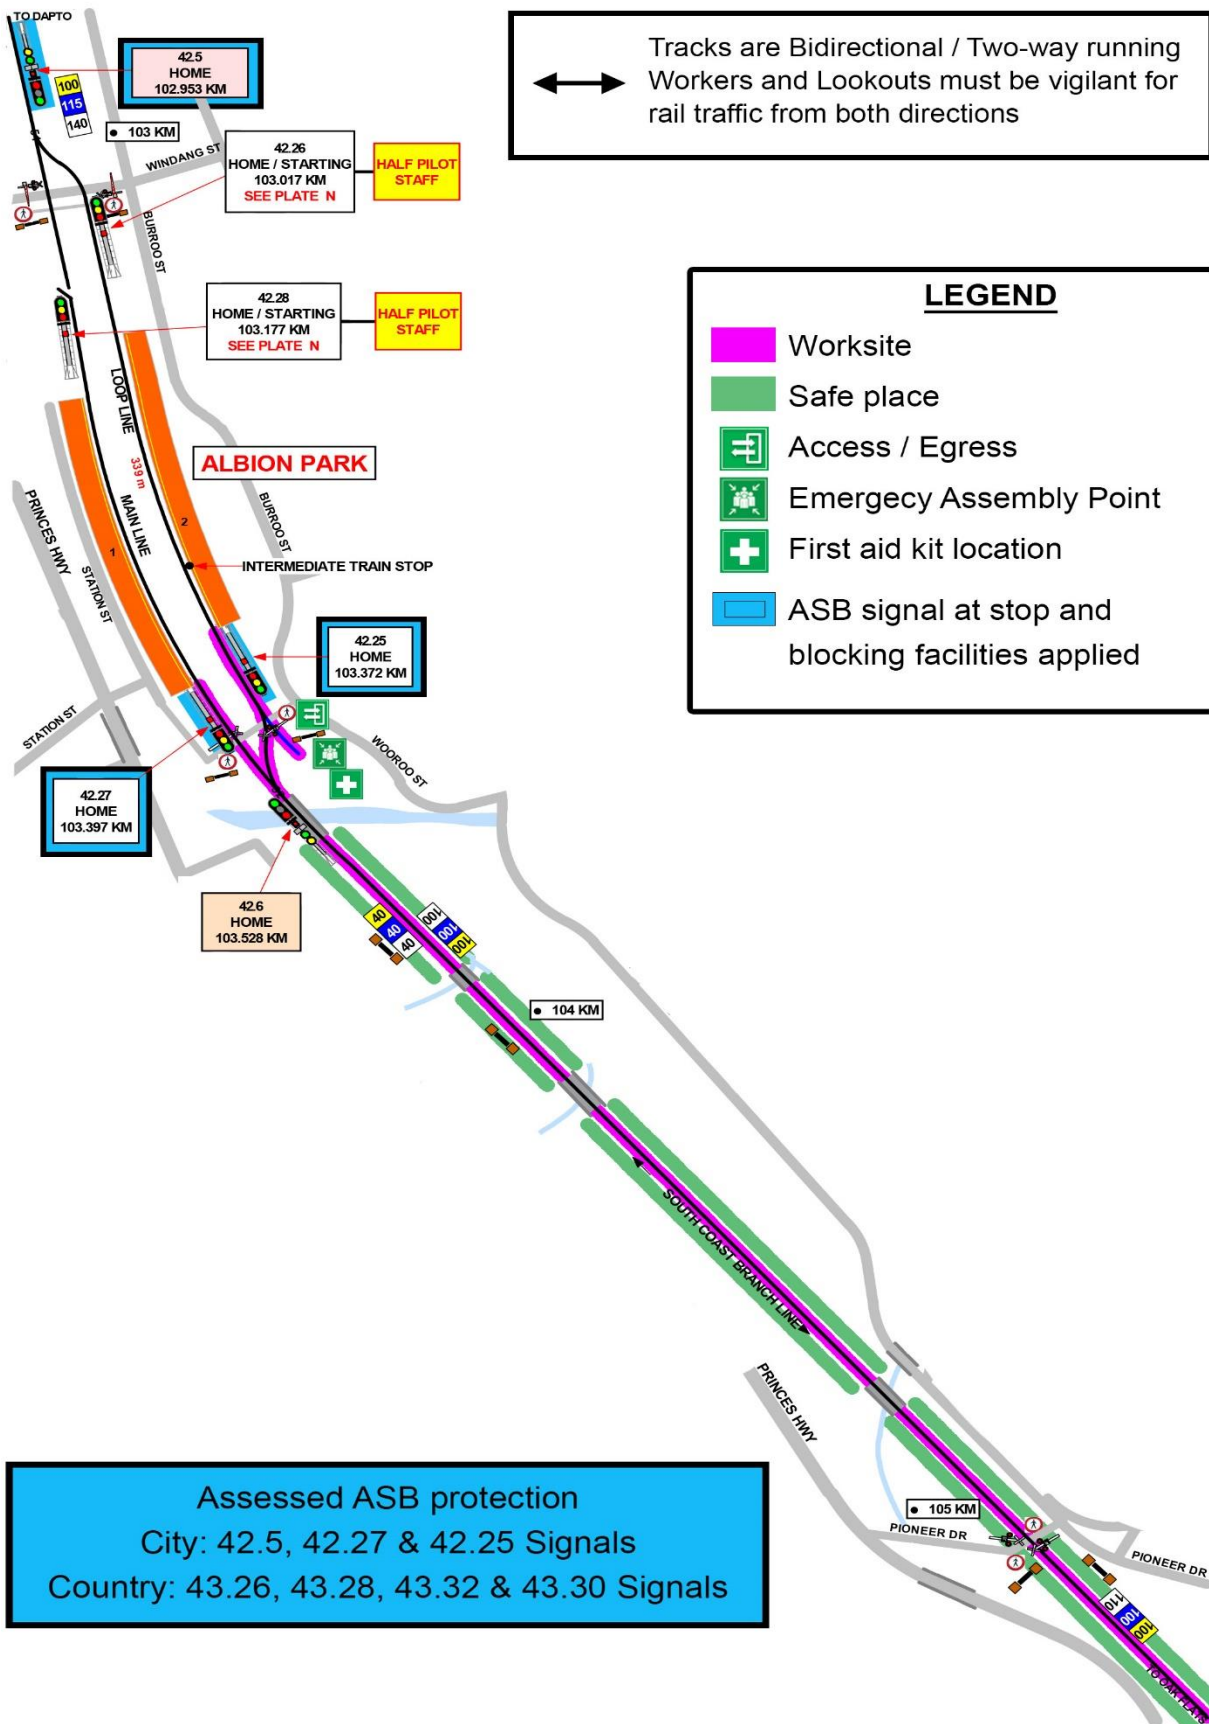 TO DAPTO
42.5
HOME
102.953 KM
Tracks are Bidirectional / Two-way running
Workers and Lookouts must be vigilant for
rail traffic from both directions
100
115
140
103 KM
WINDANG ST
42.26
HOME / STARTING
103.017 KM
SEE PLATE N
HALF PILOT
STAFF
BURROO ST
42.28
HOME / STARTING
103.177 KM
SEE PLATE N
HALF PILOT
STAFF
LEGEND
Worksite
Safe place
Access / Egress
Emergecy Assembly Point
First aid kit location
ASB signal at stop and
blocking facilities applied
LOOP LINE
339 m
MAIN LINE
ALBION PARK
PRINCES HWY
STATION ST
1
2
BURROO ST
INTERMEDIATE TRAIN STOP
42.25
HOME
103.372 KM
STATION ST
WOOROO ST
42.27
HOME
103.397 KM
42.6
HOME
103.528 KM
40
40
40
100
100
100
104 KM
SOUTH COAST BRANCH LINE
PRINCES HWY
105 KM
PIONEER DR
PIONEER DR
110
100
100
TO OAK FLATS
Assessed ASB protection
City: 42.5, 42.27 & 42.25 Signals
Country: 43.26, 43.28, 43.32 & 43.30 Signals